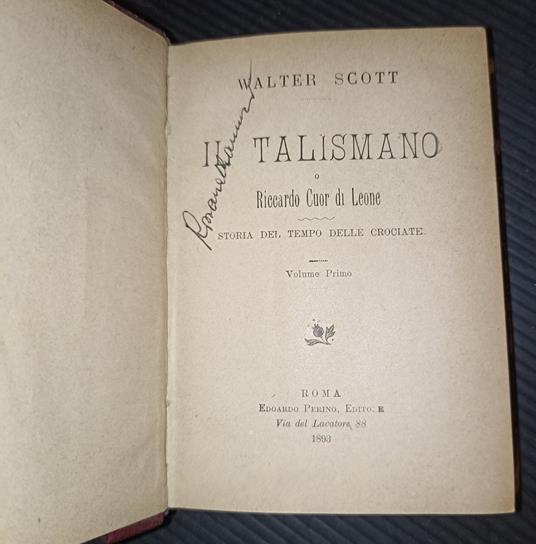 WALTER SCOTT
IL TALISMANO
o
Riccardo Cuor di Leone
STORIA DEL TEMPO DELLE CROCIATE.
Volume Primo
ROMA
EDOARDO PERINO, EDITORE
Via del Lavatore, 88
1893